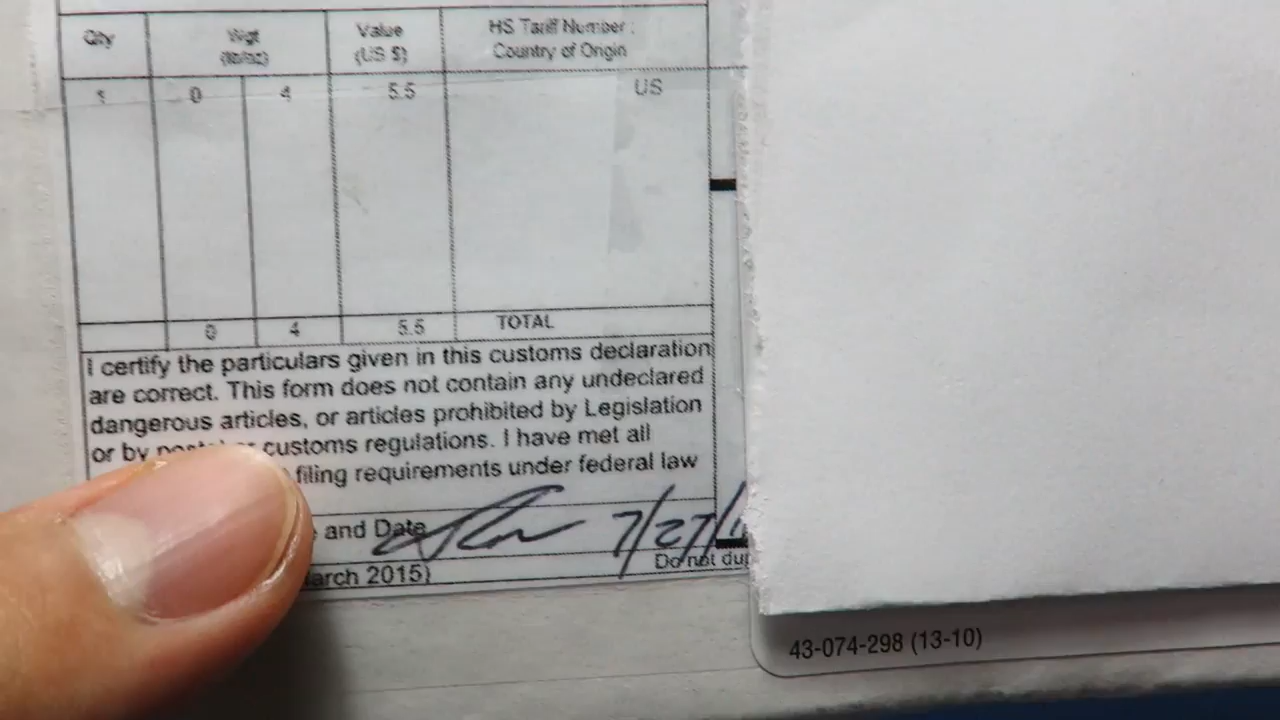 Qty Wgt (lb/oz) Value (US $) HS Tariff Number : Country of Origin
1 0 4 5.5 US
0 4 5.5 TOTAL
I certify the particulars given in this customs declaration
are correct. This form does not contain any undeclared
dangerous articles, or articles prohibited by Legislation
or by customs regulations. I have met all
filing requirements under federal law
and Date 7/27/1
arch 2015) Do not dup
43-074-298 (13-10)